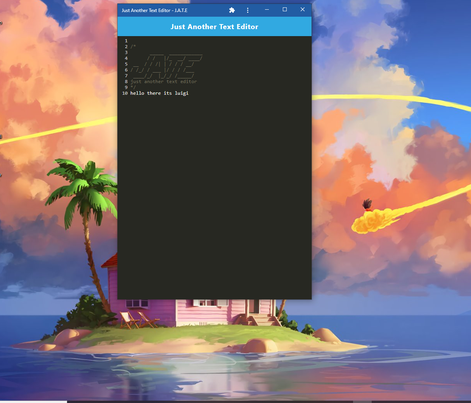 Just Another Text Editor - J.A.T.E
Just Another Text Editor
1
2 /*
3
4
5
6
7
8 just another text editor
9 */
10 hello there its luigi